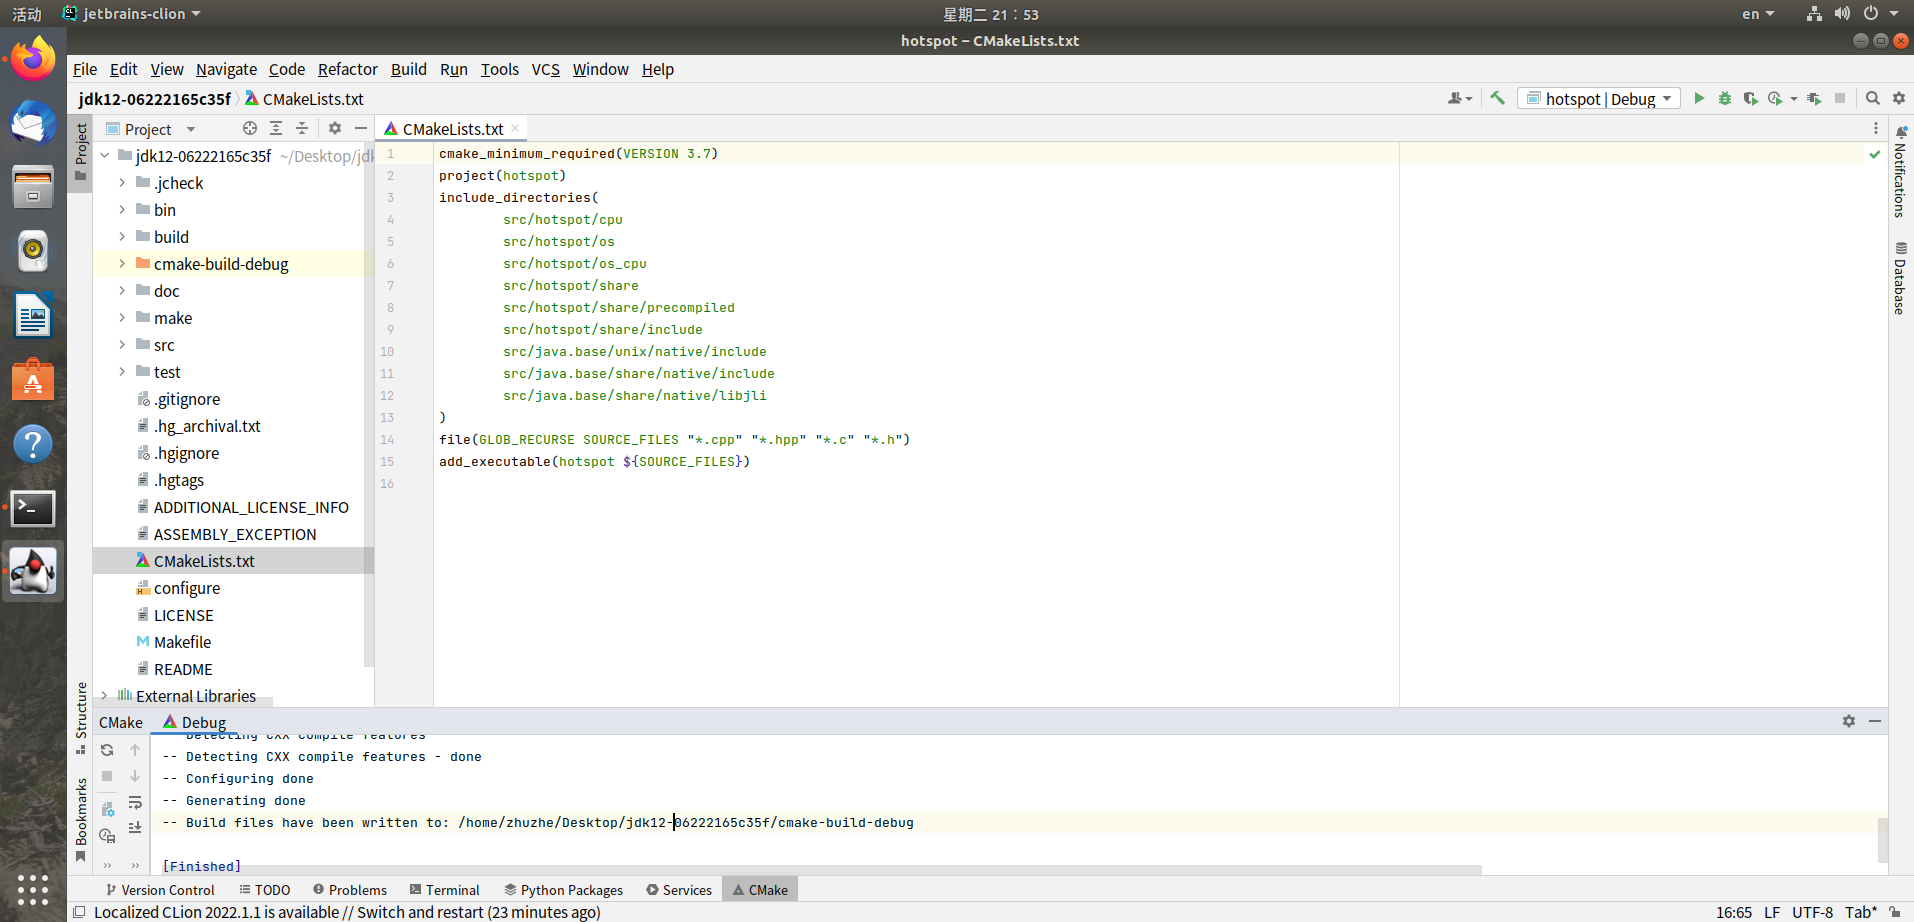 活动
jetbrains-clion
星期二 21：53
en
hotspot – CMakeLists.txt
File Edit View Navigate Code Refactor Build Run Tools VCS Window Help
jdk12-06222165c35f CMakeLists.txt
hotspot | Debug
Project
Project
CMakeLists.txt
jdk12-06222165c35f ~/Desktop/jdk
.jcheck
bin
build
cmake-build-debug
doc
make
src
test
.gitignore
.hg_archival.txt
.hgignore
.hgtags
ADDITIONAL_LICENSE_INFO
ASSEMBLY_EXCEPTION
CMakeLists.txt
configure
LICENSE
Makefile
README
External Libraries
1 cmake_minimum_required(VERSION 3.7)
2 project(hotspot)
3 include_directories(
4 src/hotspot/cpu
5 src/hotspot/os
6 src/hotspot/os_cpu
7 src/hotspot/share
8 src/hotspot/share/precompiled
9 src/hotspot/share/include
10 src/java.base/unix/native/include
11 src/java.base/share/native/include
12 src/java.base/share/native/libjli
13 )
14 file(GLOB_RECURSE SOURCE_FILES "*.cpp" "*.hpp" "*.c" "*.h")
15 add_executable(hotspot ${SOURCE_FILES})
16
Notifications
Database
Structure
Bookmarks
CMake Debug
-- Detecting CXX compile features
-- Detecting CXX compile features - done
-- Configuring done
-- Generating done
-- Build files have been written to: /home/zhuzhe/Desktop/jdk12-06222165c35f/cmake-build-debug
[Finished]
Version Control TODO Problems Terminal Python Packages Services CMake
Localized CLion 2022.1.1 is available // Switch and restart (23 minutes ago)
16:65 LF UTF-8 Tab*